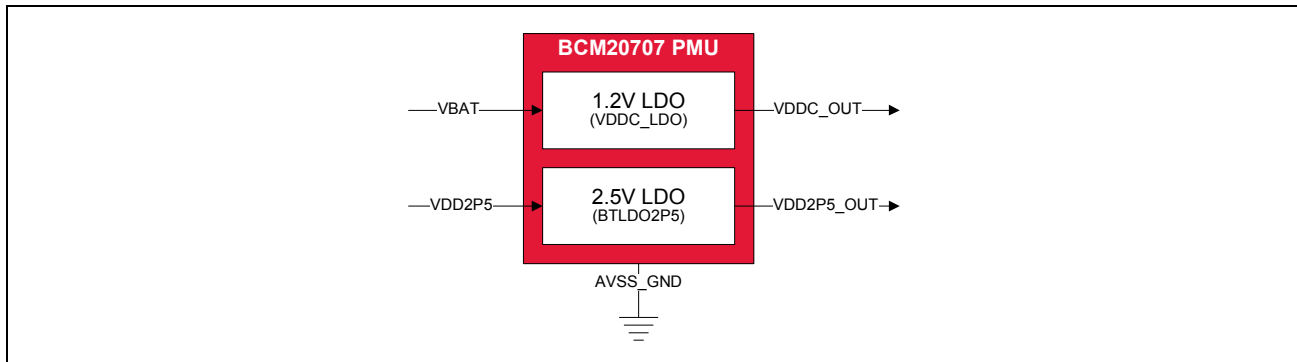 BCM20707 PMU
VBAT
1.2V LDO
(VDDC_LDO)
VDDC_OUT
VDD2P5
2.5V LDO
(BTLDO2P5)
VDD2P5_OUT
AVSS_GND